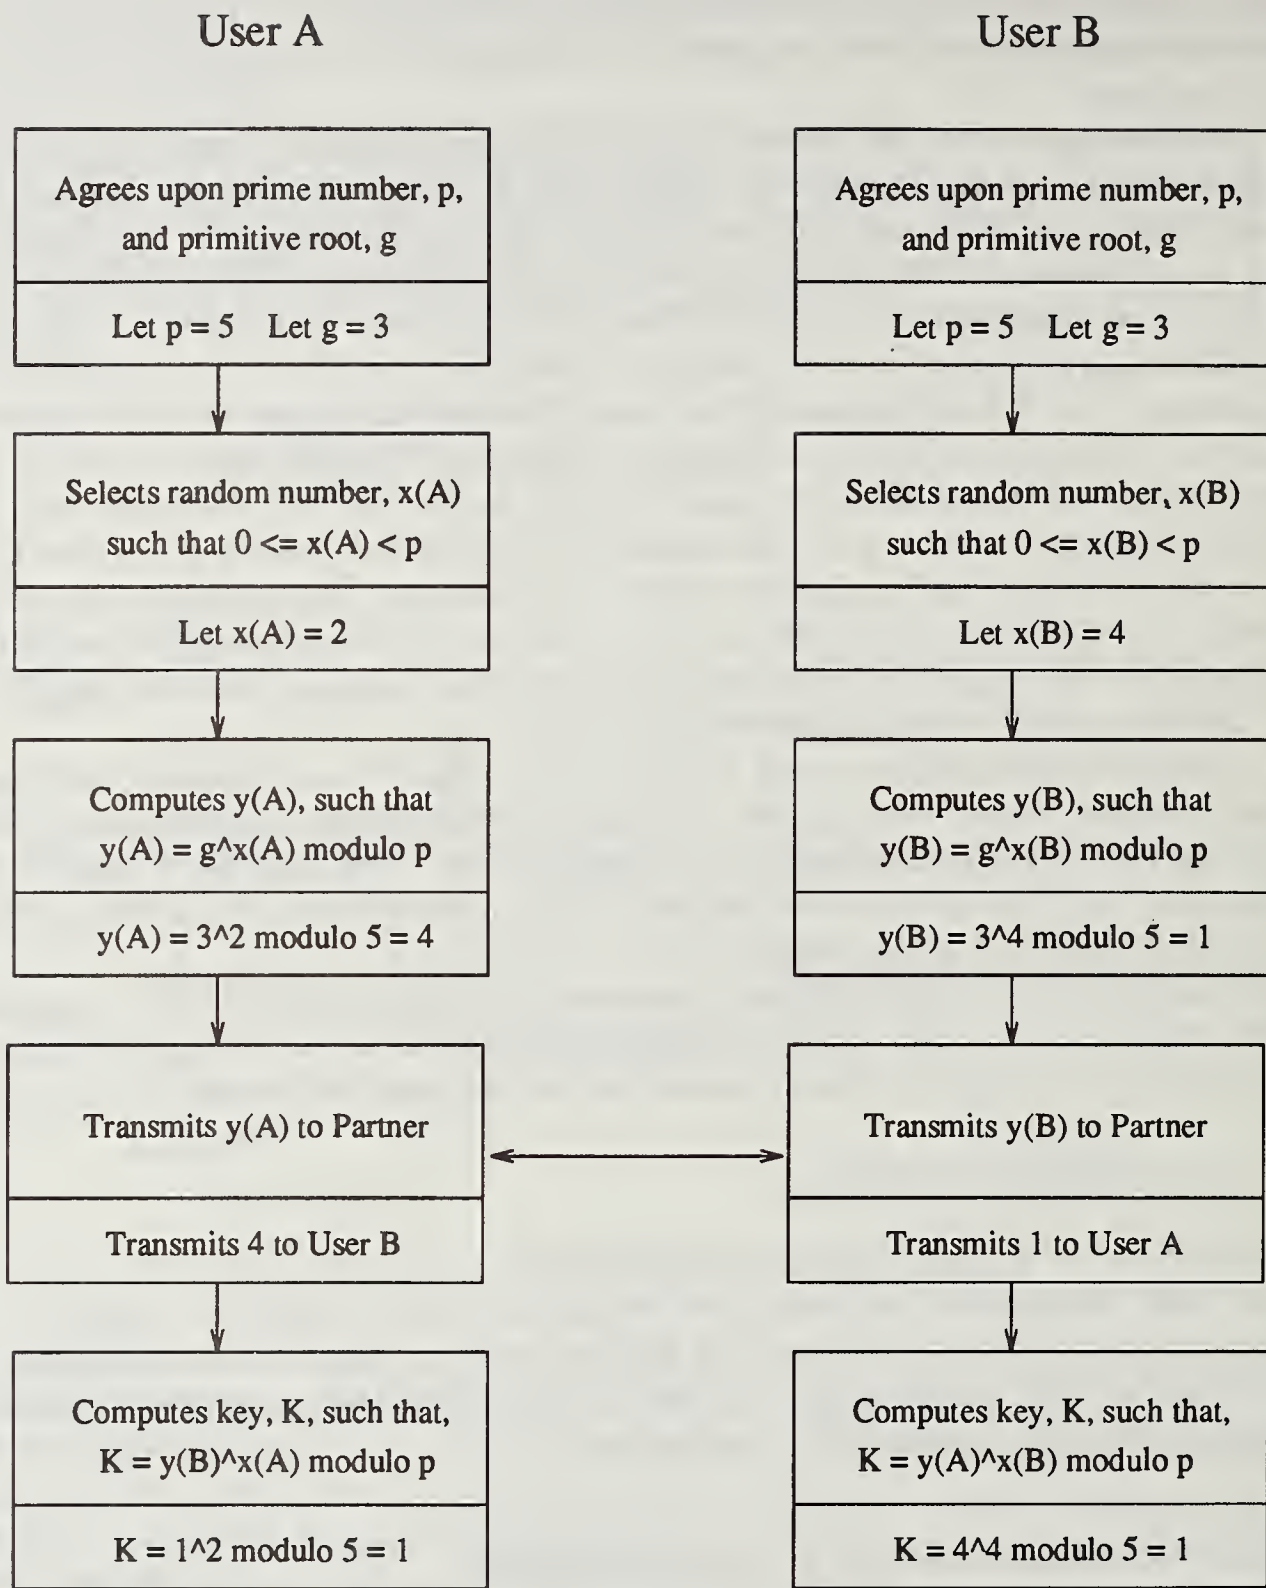 User A
Agrees upon prime number, p,
and primitive root, g
Let p = 5 Let g = 3
Selects random number, x(A)
such that 0 <= x(A) < p
Let x(A) = 2
Computes y(A), such that
y(A) = g^x(A) modulo p
y(A) = 3^2 modulo 5 = 4
Transmits y(A) to Partner
Transmits 4 to User B
Computes key, K, such that,
K = y(B)^x(A) modulo p
K = 1^2 modulo 5 = 1
User B
Agrees upon prime number, p,
and primitive root, g
Let p = 5 Let g = 3
Selects random number, x(B)
such that 0 <= x(B) < p
Let x(B) = 4
Computes y(B), such that
y(B) = g^x(B) modulo p
y(B) = 3^4 modulo 5 = 1
Transmits y(B) to Partner
Transmits 1 to User A
Computes key, K, such that,
K = y(A)^x(B) modulo p
K = 4^4 modulo 5 = 1